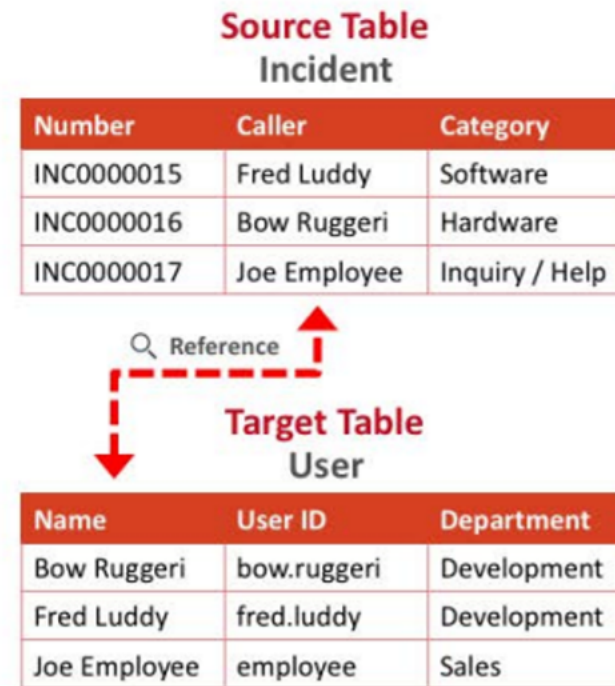 Source Table
Incident
Number Caller Category
INC0000015 Fred Luddy Software
INC0000016 Bow Ruggeri Hardware
INC0000017 Joe Employee Inquiry / Help
Reference
Target Table
User
Name User ID Department
Bow Ruggeri bow.ruggeri Development
Fred Luddy fred.luddy Development
Joe Employee employee Sales